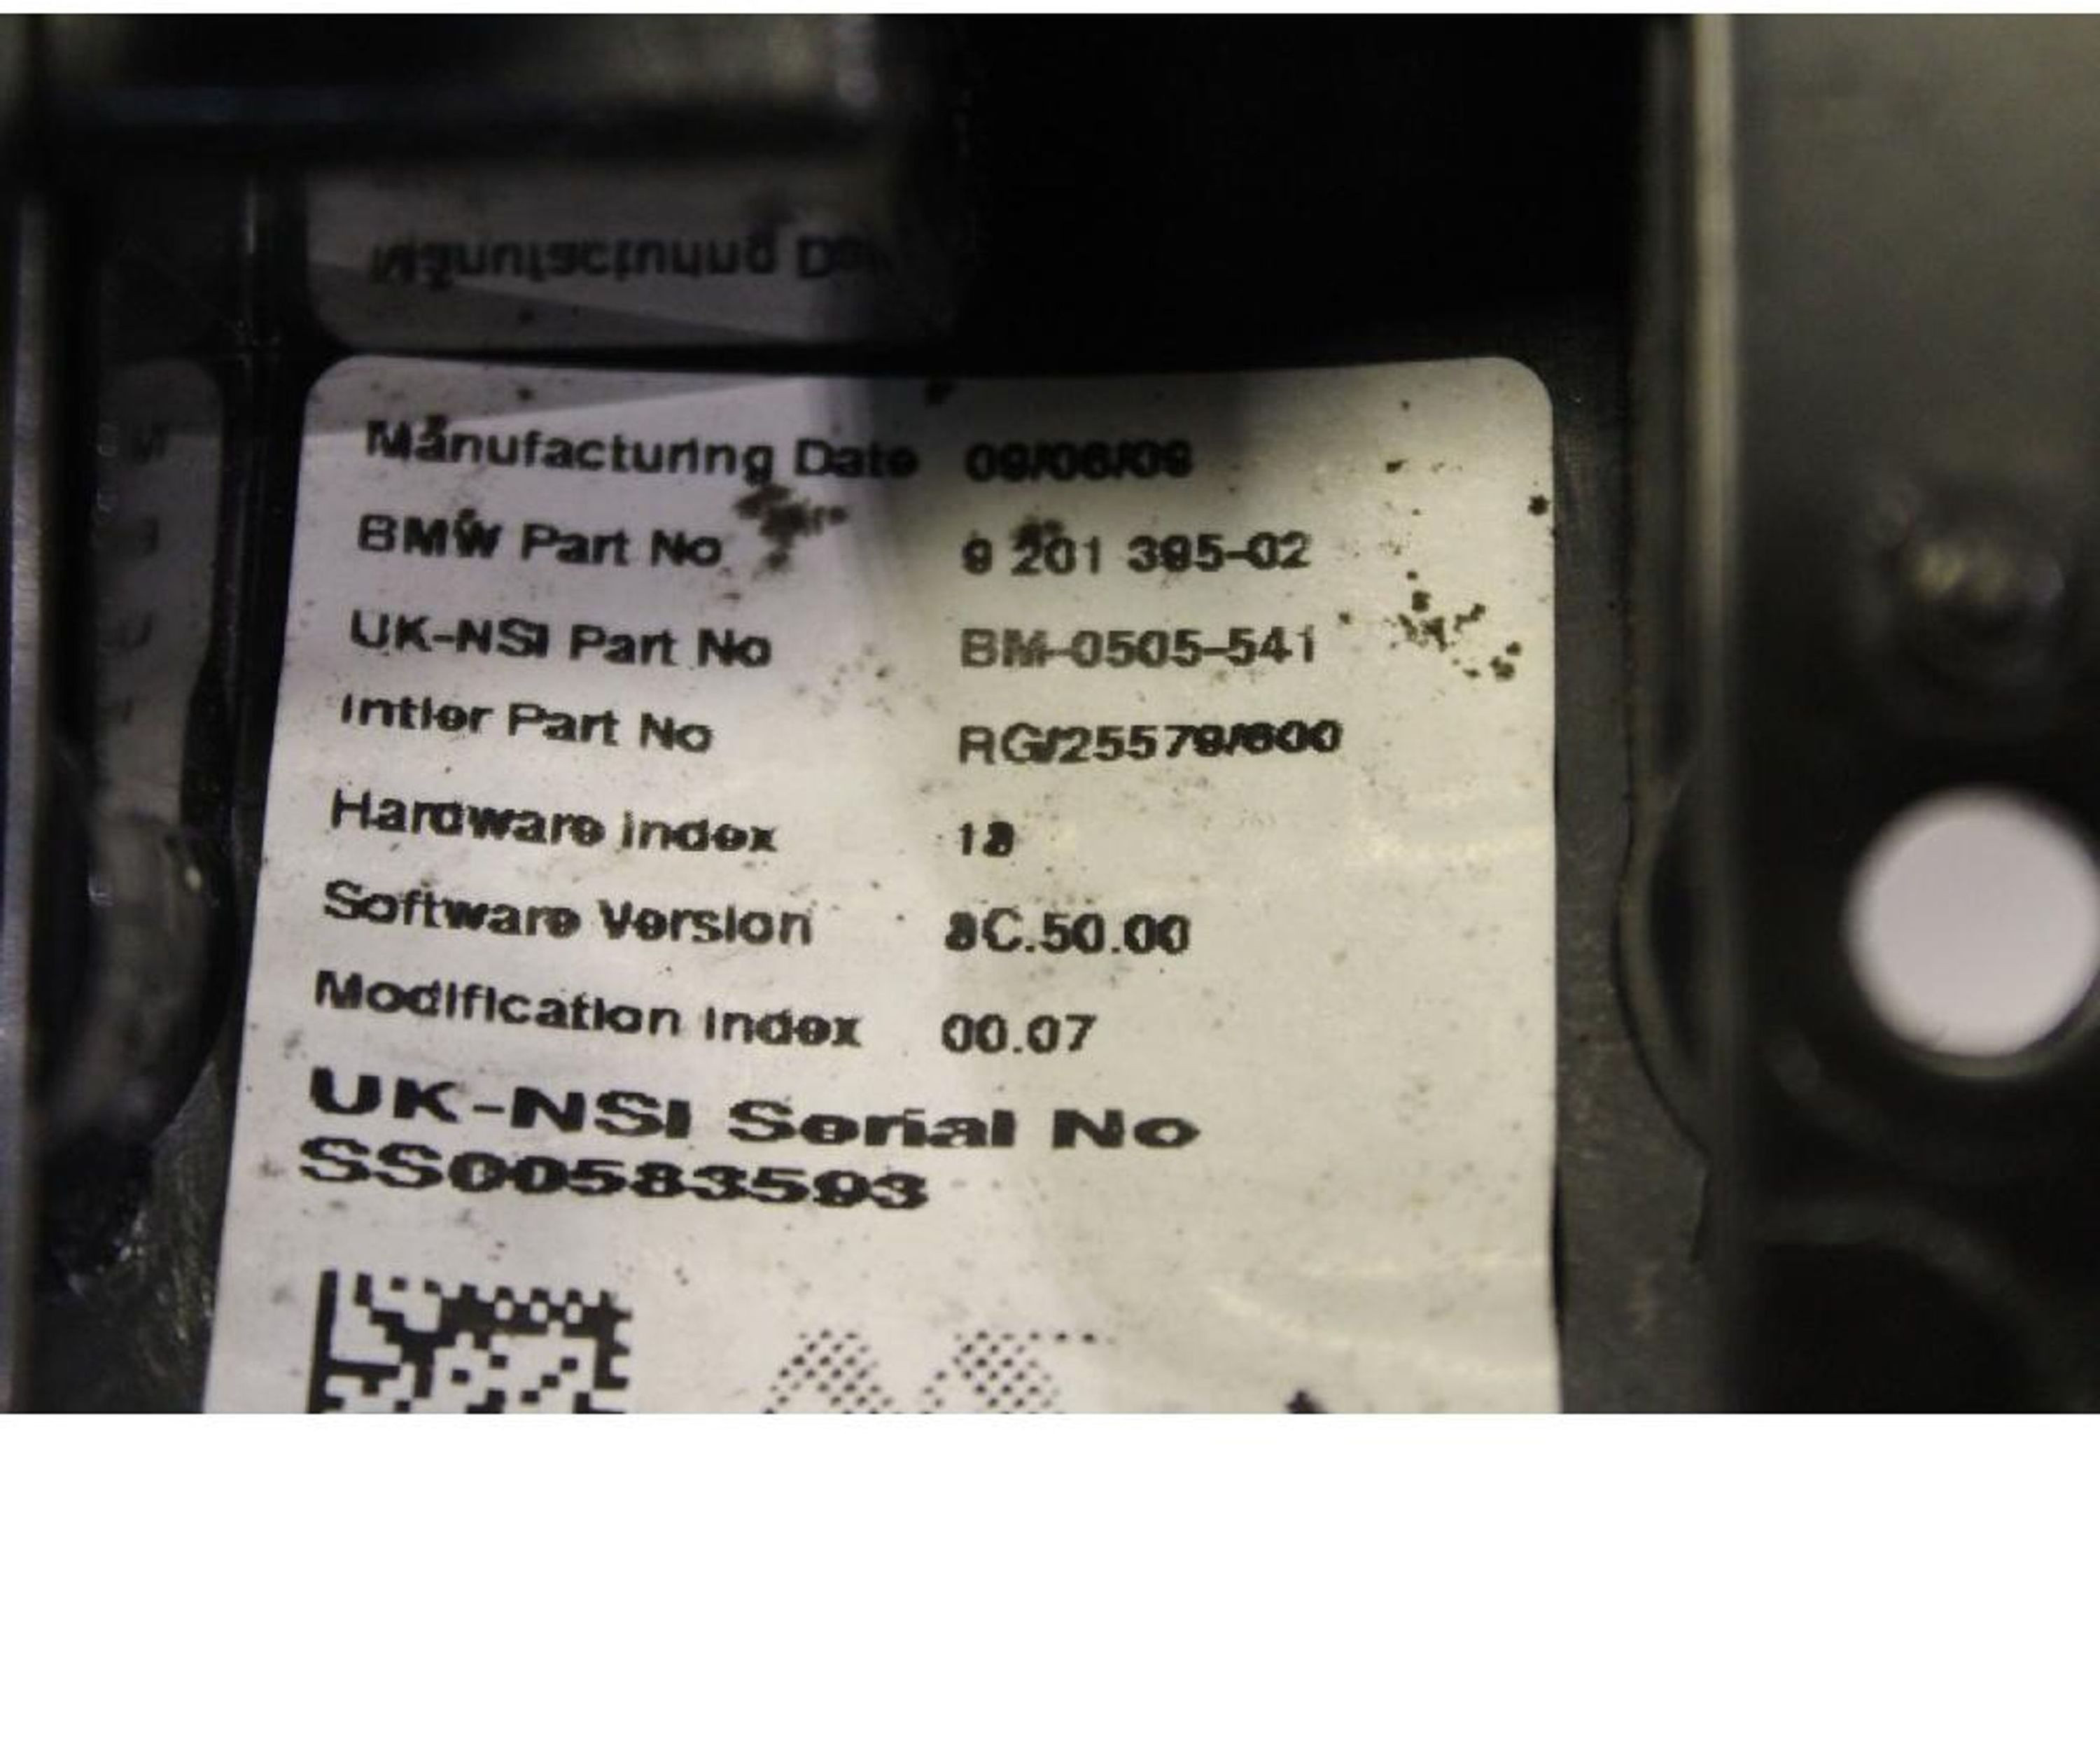 Manufacturing Date 09/06/09
BMW Part No 9 201 395-02
UK-NSI Part No BM-0505-541
Intier Part No RG/25579/600
Hardware Index
Software Version 8C.50.00
Modification Index 00.07
UK-NSI Serial No
SS00583593